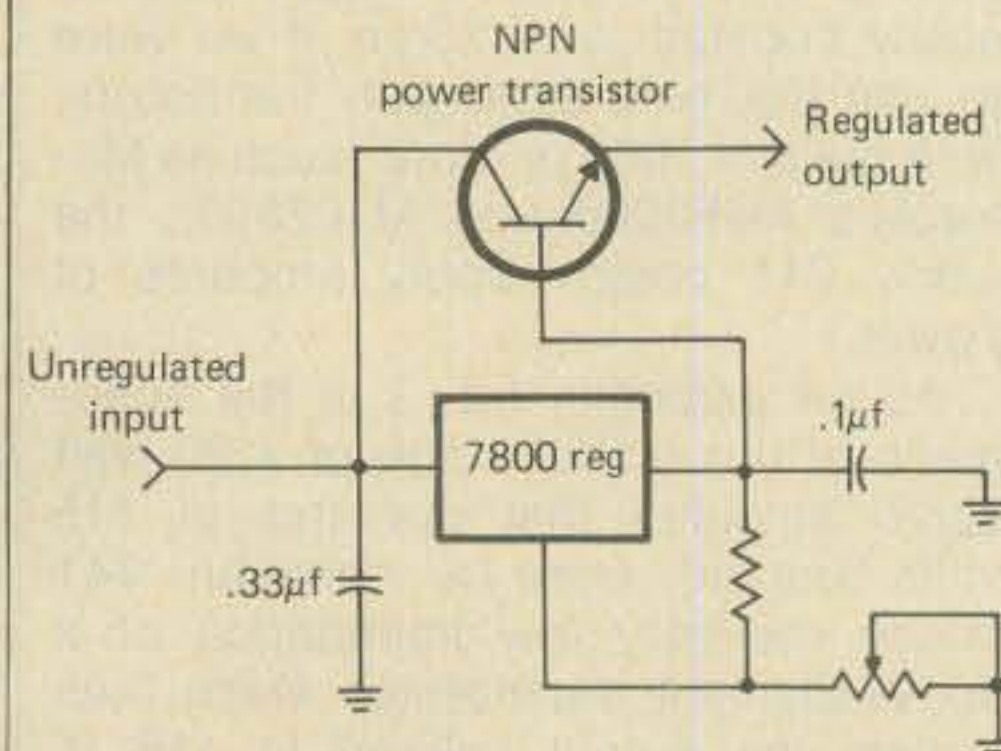 NPN
power transistor
Regulated
output
Unregulated
input
7800 reg
.1μf
.33μf